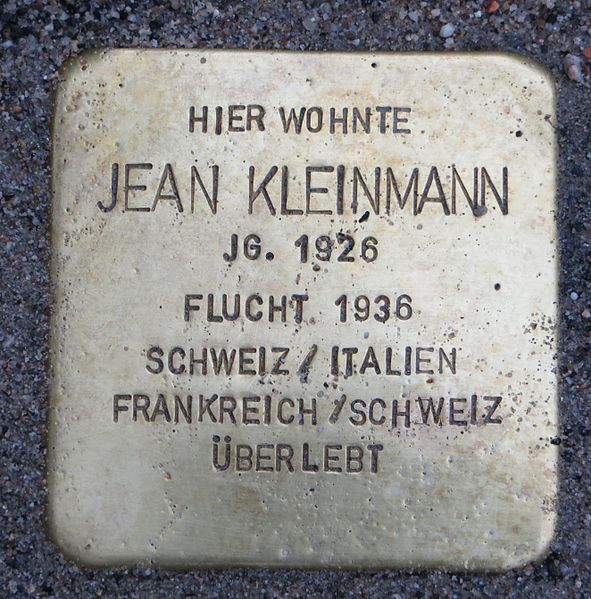 HIER WOHNTE
JEAN KLEINMANN
JG. 1926
FLUCHT 1936
SCHWEIZ / ITALIEN
FRANKREICH / SCHWEIZ
ÜBERLEBT